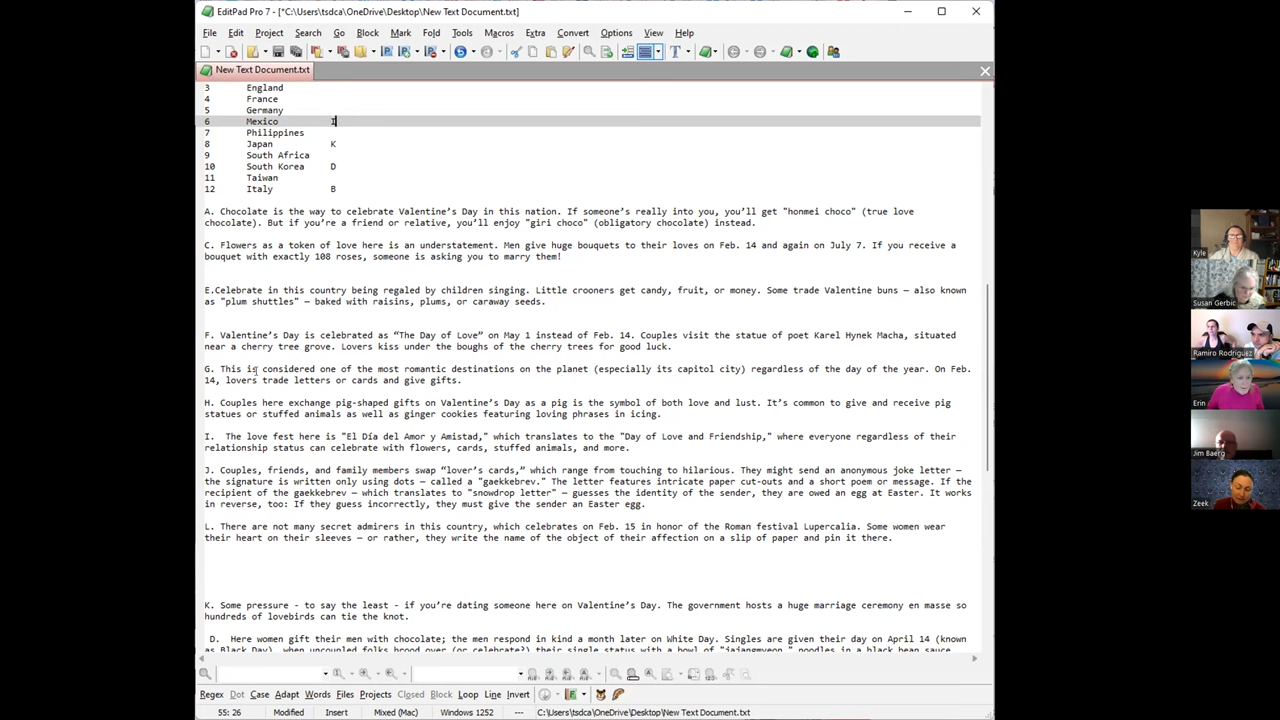 EditPad Pro 7 - [*C:\Users\tsdca\OneDrive\Desktop\New Text Document.txt]
File Edit Project Search Go Block Mark Fold Tools Macros Extra Convert Options View Help
New Text Document.txt
3 England
4 France
5 Germany
6 Mexico I
7 Philippines
8 Japan K
9 South Africa
10 South Korea D
11 Taiwan
12 Italy B
A. Chocolate is the way to celebrate Valentine’s Day in this nation. If someone’s really into you, you’ll get "honmei choco" (true love
chocolate). But if you’re a friend or relative, you’ll enjoy "giri choco" (obligatory chocolate) instead.
C. Flowers as a token of love here is an understatement. Men give huge bouquets to their loves on Feb. 14 and again on July 7. If you receive a
bouquet with exactly 108 roses, someone is asking you to marry them!
E.Celebrate in this country being regaled by children singing. Little crooners get candy, fruit, or money. Some trade Valentine buns — also known
as "plum shuttles" — baked with raisins, plums, or caraway seeds.
F. Valentine’s Day is celebrated as “The Day of Love” on May 1 instead of Feb. 14. Couples visit the statue of poet Karel Hynek Macha, situated
near a cherry tree grove. Lovers kiss under the boughs of the cherry trees for good luck.
G. This is considered one of the most romantic destinations on the planet (especially its capitol city) regardless of the day of the year. On Feb.
14, lovers trade letters or cards and give gifts.
H. Couples here exchange pig-shaped gifts on Valentine’s Day as a pig is the symbol of both love and lust. It’s common to give and receive pig
statues or stuffed animals as well as ginger cookies featuring loving phrases in icing.
I. The love fest here is "El Día del Amor y Amistad," which translates to the "Day of Love and Friendship," where everyone regardless of their
relationship status can celebrate with flowers, cards, stuffed animals, and more.
J. Couples, friends, and family members swap “lover’s cards,” which range from touching to hilarious. They might send an anonymous joke letter —
the signature is written only using dots — called a "gaekkebrev." The letter features intricate paper cut-outs and a short poem or message. If the
recipient of the gaekkebrev — which translates to "snowdrop letter" — guesses the identity of the sender, they are owed an egg at Easter. It works
in reverse, too: If they guess incorrectly, they must give the sender an Easter egg.
L. There are not many secret admirers in this country, which celebrates on Feb. 15 in honor of the Roman festival Lupercalia. Some women wear
their heart on their sleeves — or rather, they write the name of the object of their affection on a slip of paper and pin it there.
K. Some pressure - to say the least - if you’re dating someone here on Valentine’s Day. The government hosts a huge marriage ceremony en masse so
hundreds of lovebirds can tie the knot.
D. Here women gift their men with chocolate; the men respond in kind a month later on White Day. Singles are given their day on April 14 (known
as Black Day), when uncoupled folks brood over (or celebrate?) their single status with a bowl of "jajangmyeon," noodles in a black bean sauce
Regex Dot Case Adapt Words Files Projects Closed Block Loop Line Invert
55: 26 Modified Insert Mixed (Mac) Windows 1252 --- C:\Users\tsdca\OneDrive\Desktop\New Text Document.txt
Kyle
Susan Gerbic
Ramiro Rodriguez
Erin
Jim Baerg
Zeek